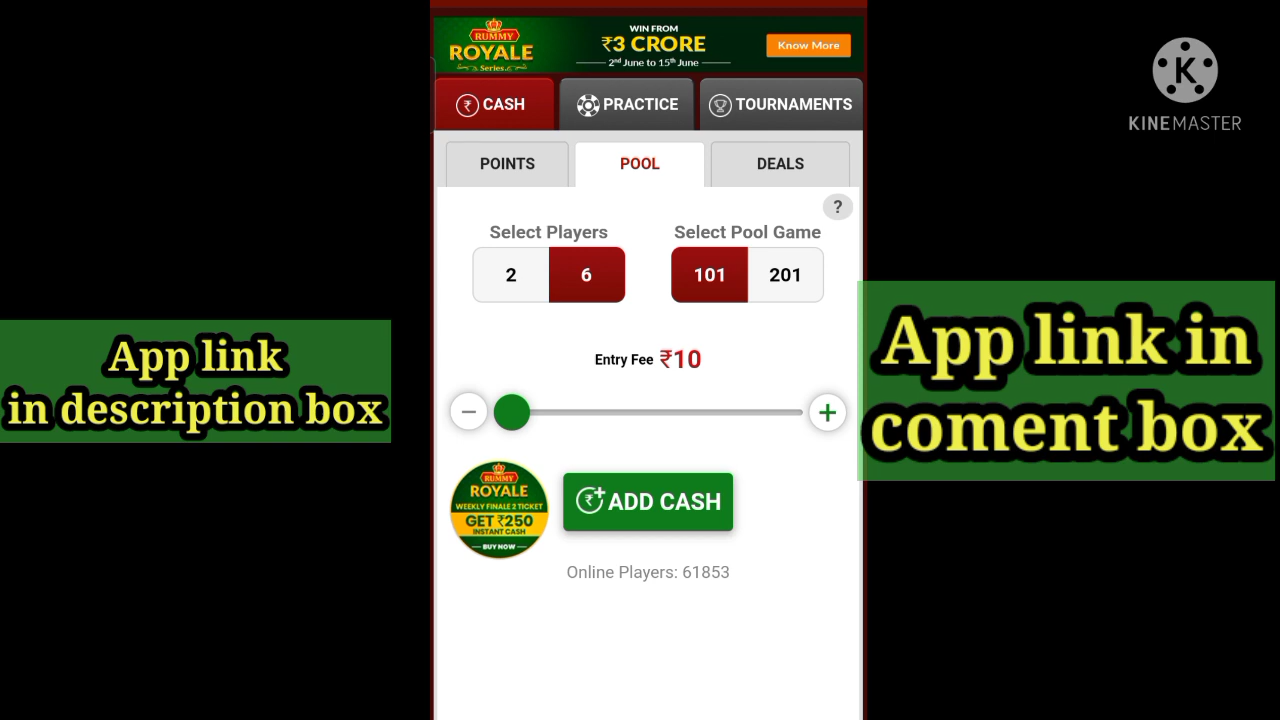 RUMMY
ROYALE
Series
WIN FROM
₹3 CRORE
2nd June to 15th June
Know More
K
KINEMASTER
₹ CASH
PRACTICE
TOURNAMENTS
POINTS
POOL
DEALS
?
Select Players
Select Pool Game
2
6
101
201
Entry Fee ₹10
App link
in description box
App link in
coment box
RUMMY
ROYALE
WEEKLY FINALE 2 TICKET
GET ₹250
INSTANT CASH
BUY NOW
₹+ ADD CASH
Online Players: 61853